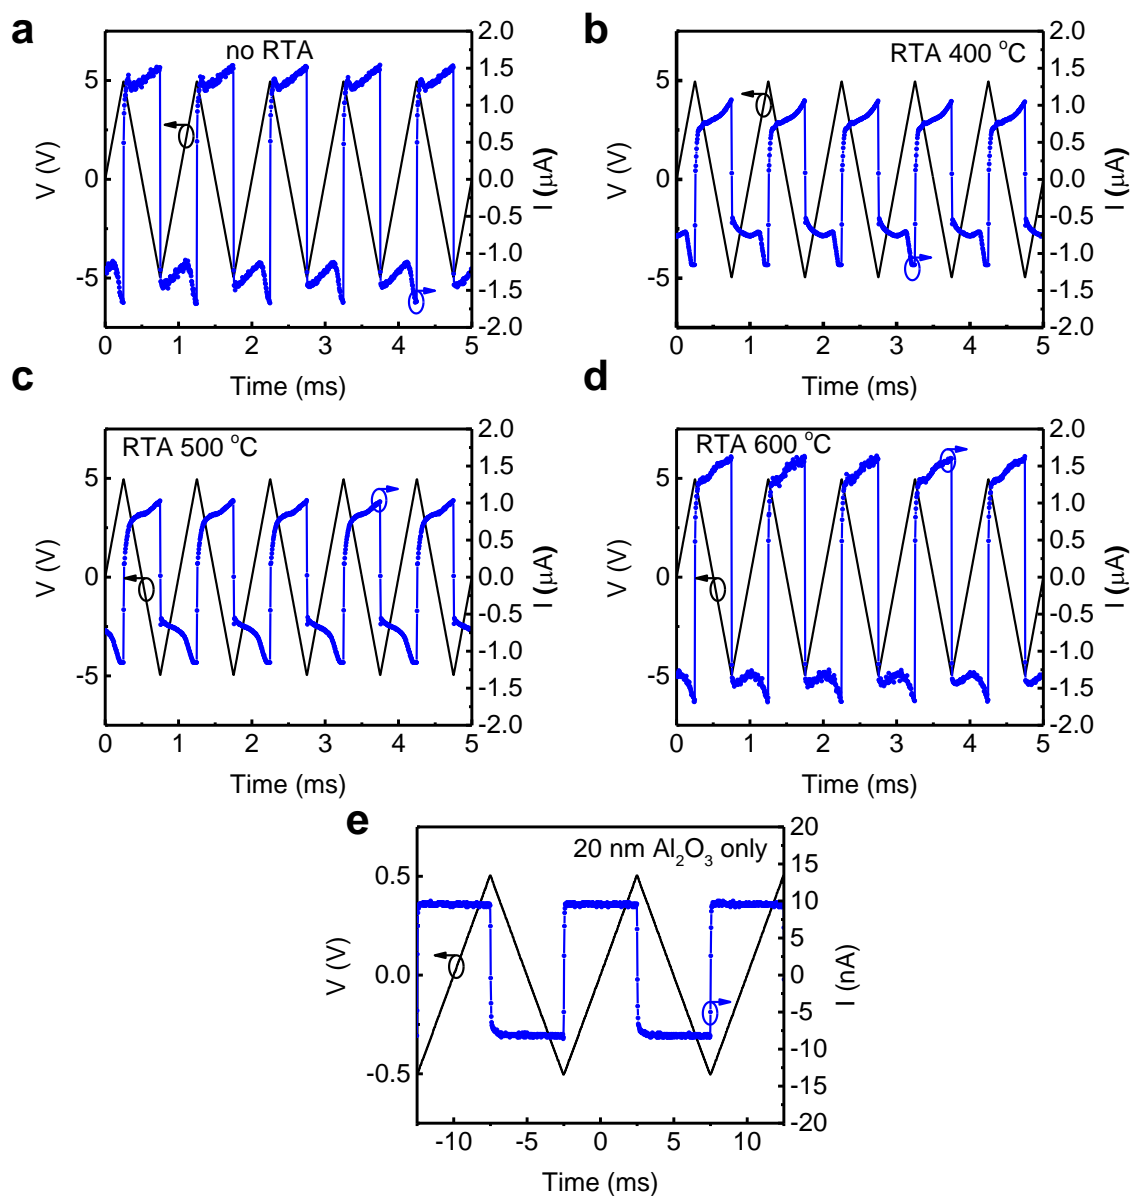 a
no RTA
5
0
-5
V (V)
2.0
1.5
1.0
0.5
0.0
-0.5
-1.0
-1.5
-2.0
I (μA)
0 1 2 3 4 5
Time (ms)
b
RTA 400 °C
5
0
-5
V (V)
2.0
1.5
1.0
0.5
0.0
-0.5
-1.0
-1.5
-2.0
I (μA)
0 1 2 3 4 5
Time (ms)
c
RTA 500 °C
5
0
-5
V (V)
2.0
1.5
1.0
0.5
0.0
-0.5
-1.0
-1.5
-2.0
I (μA)
0 1 2 3 4 5
Time (ms)
d
RTA 600 °C
5
0
-5
V (V)
2.0
1.5
1.0
0.5
0.0
-0.5
-1.0
-1.5
-2.0
I (μA)
0 1 2 3 4 5
Time (ms)
e
20 nm Al₂O₃ only
0.5
0.0
-0.5
V (V)
20
15
10
5
0
-5
-10
-15
-20
I (nA)
-10 -5 0 5 10
Time (ms)